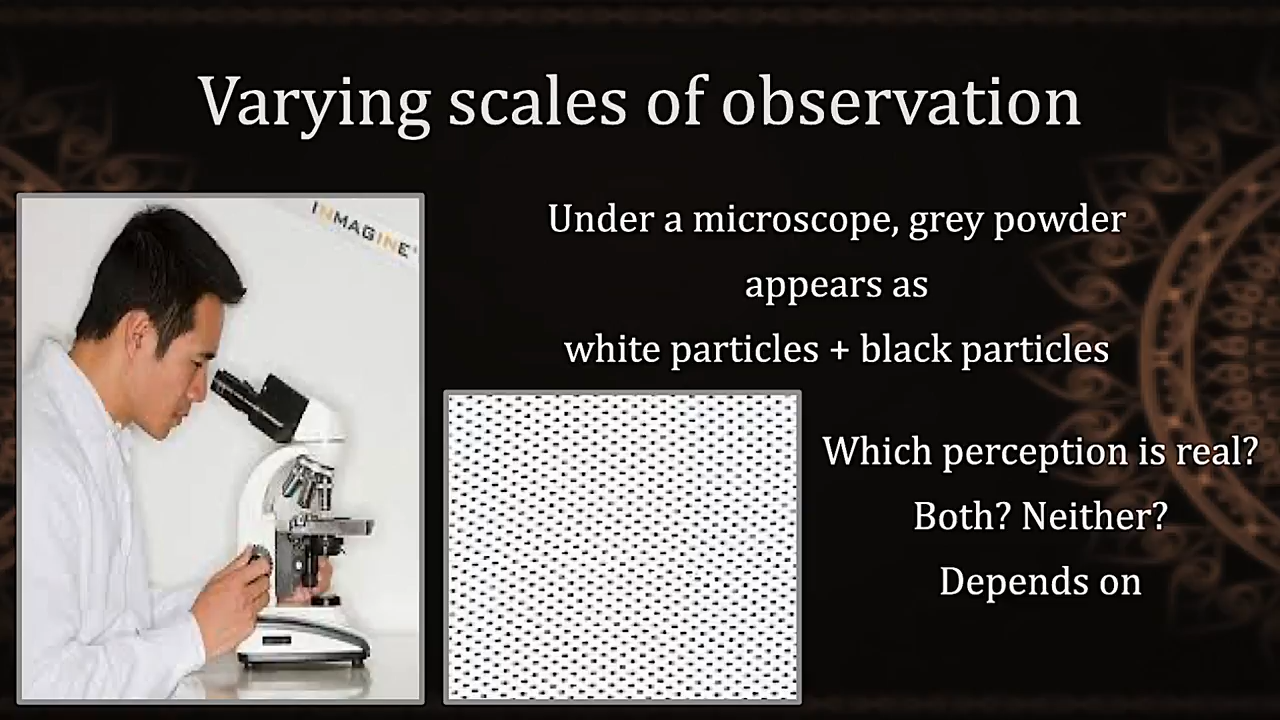 Varying scales of observation
INMAGINE
Under a microscope, grey powder
appears as
white particles + black particles
Which perception is real?
Both? Neither?
Depends on